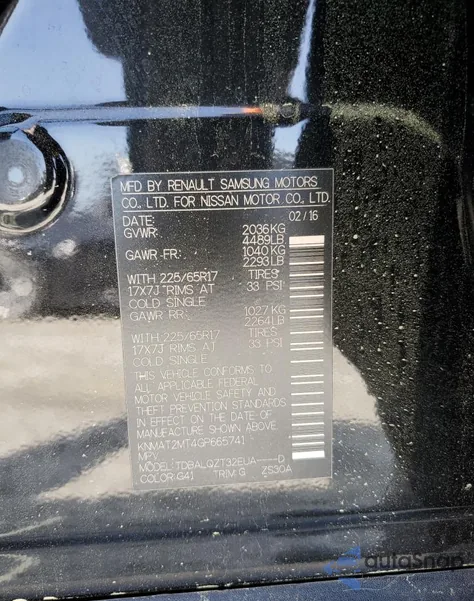 MFD BY RENAULT SAMSUNG MOTORS
CO., LTD. FOR NISSAN MOTOR CO., LTD.
DATE: 02/16
GVWR: 2036KG
4489LB
GAWR FR: 1040KG
2293LB
WITH 225/65R17 TIRES
17X7J RIMS AT 33 PSI
COLD SINGLE
GAWR RR: 1027KG
2264LB
WITH 225/65R17 TIRES
17X7J RIMS AT 33 PSI
COLD SINGLE
THIS VEHICLE CONFORMS TO
ALL APPLICABLE FEDERAL
MOTOR VEHICLE SAFETY AND
THEFT PREVENTION STANDARDS
IN EFFECT ON THE DATE OF
MANUFACTURE SHOWN ABOVE.
KNMAT2MT4GP665741
MPV
MODEL: TDBALQZT32EUA----D
COLOR: G41 TRIM: G ZS30A
autoSnap